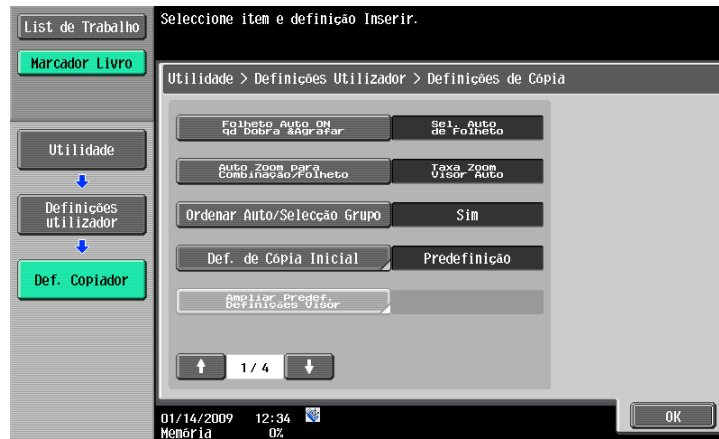 List de Trabalho
Seleccione item e definição Inserir.
Marcador Livro
Utilidade > Definições Utilizador > Definições de Cópia
Utilidade
Definições
utilizador
Def. Copiador
Folheto Auto ON
qd Dobra &Agrafar
Sel. Auto
de Folheto
Auto Zoom para
Combinação/Folheto
Taxa Zoom
Visor Auto
Ordenar Auto/Selecção Grupo
Sim
Def. de Cópia Inicial
Predefinição
Ampliar Predef.
Definições Visor
1/ 4
01/14/2009 12:34
Memória 0%
OK